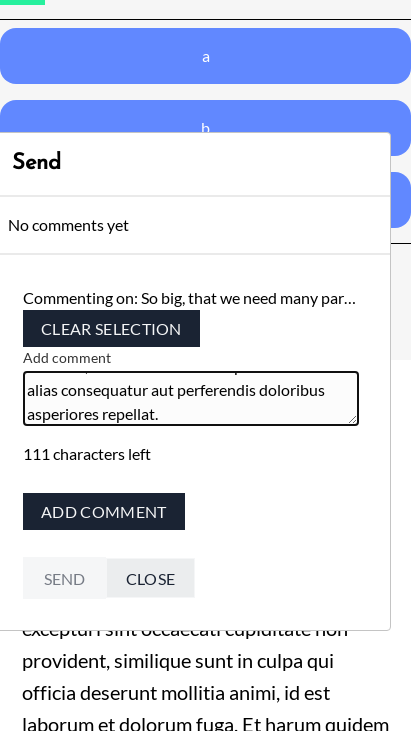 a
b
Send
No comments yet
Commenting on: So big, that we need many par…
CLEAR SELECTION
Add comment
alias consequatur aut perferendis doloribus
asperiores repellat.
111 characters left
ADD COMMENT
SEND
CLOSE
excepturi sint occaecati cupiditate non
provident, similique sunt in culpa qui
officia deserunt mollitia animi, id est
laborum et dolorum fuga. Et harum quidem